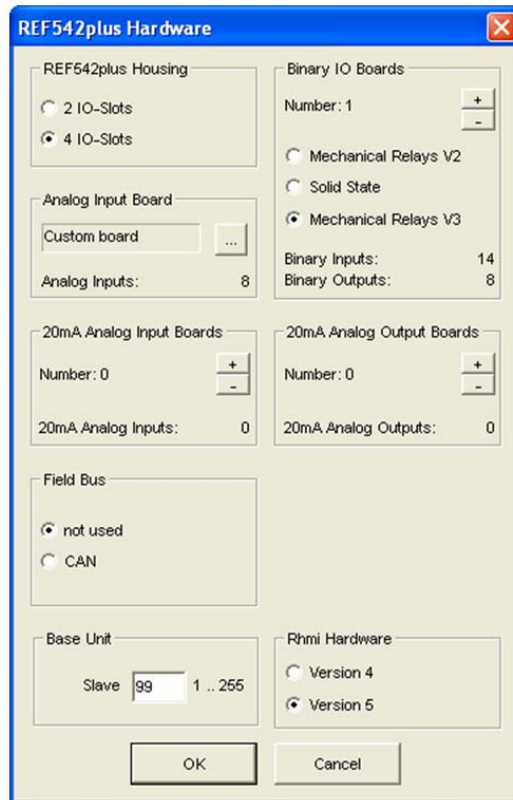 REF542plus Hardware
REF542plus Housing
2 IO-Slots
4 IO-Slots
Binary IO Boards
Number: 1
+
-
Mechanical Relays V2
Solid State
Mechanical Relays V3
Binary Inputs: 14
Binary Outputs: 8
Analog Input Board
Custom board
...
Analog Inputs: 8
20mA Analog Input Boards
Number: 0
+
-
20mA Analog Inputs: 0
20mA Analog Output Boards
Number: 0
+
-
20mA Analog Outputs: 0
Field Bus
not used
CAN
Base Unit
Slave 99 1 .. 255
Rhmi Hardware
Version 4
Version 5
OK
Cancel